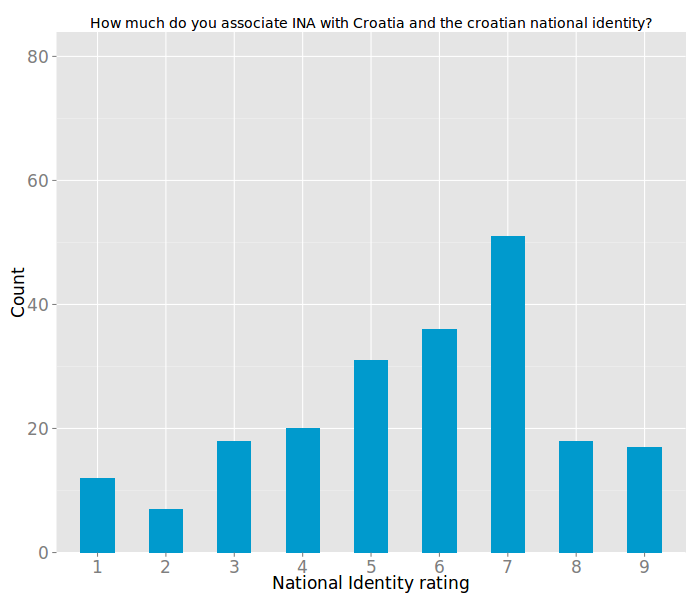 How much do you associate INA with Croatia and the croatian national identity?
80
60
40
20
0
Count
1 2 3 4 5 6 7 8 9
National Identity rating